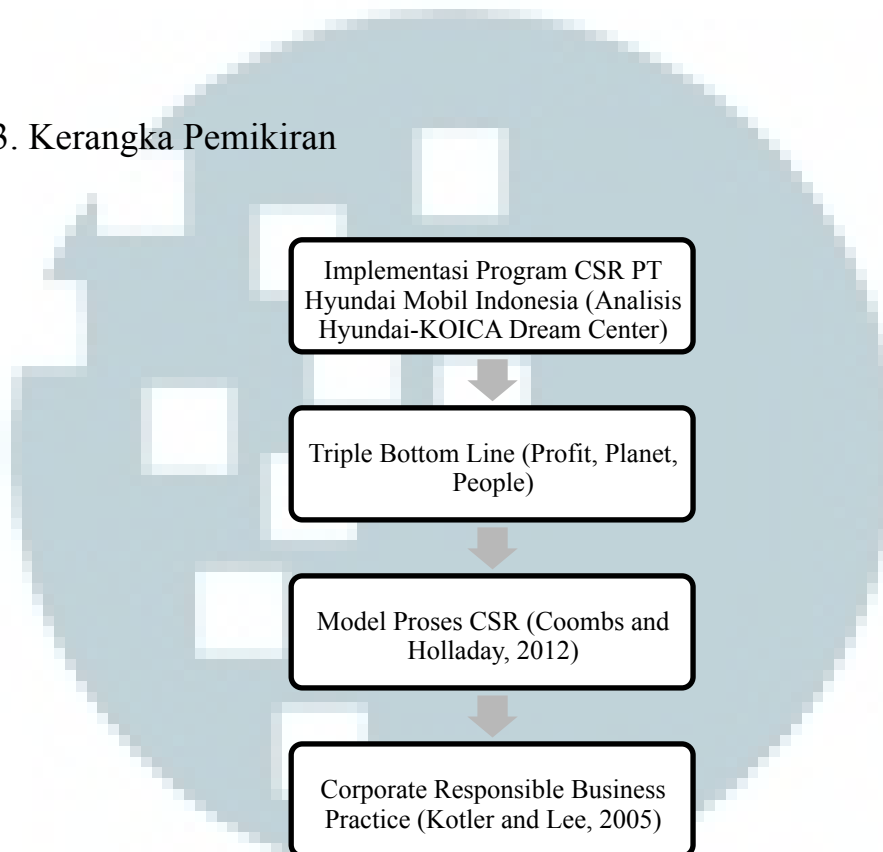 3. Kerangka Pemikiran
Implementasi Program CSR PT
Hyundai Mobil Indonesia (Analisis
Hyundai-KOICA Dream Center)
Triple Bottom Line (Profit, Planet,
People)
Model Proses CSR (Coombs and
Holladay, 2012)
Corporate Responsible Business
Practice (Kotler and Lee, 2005)